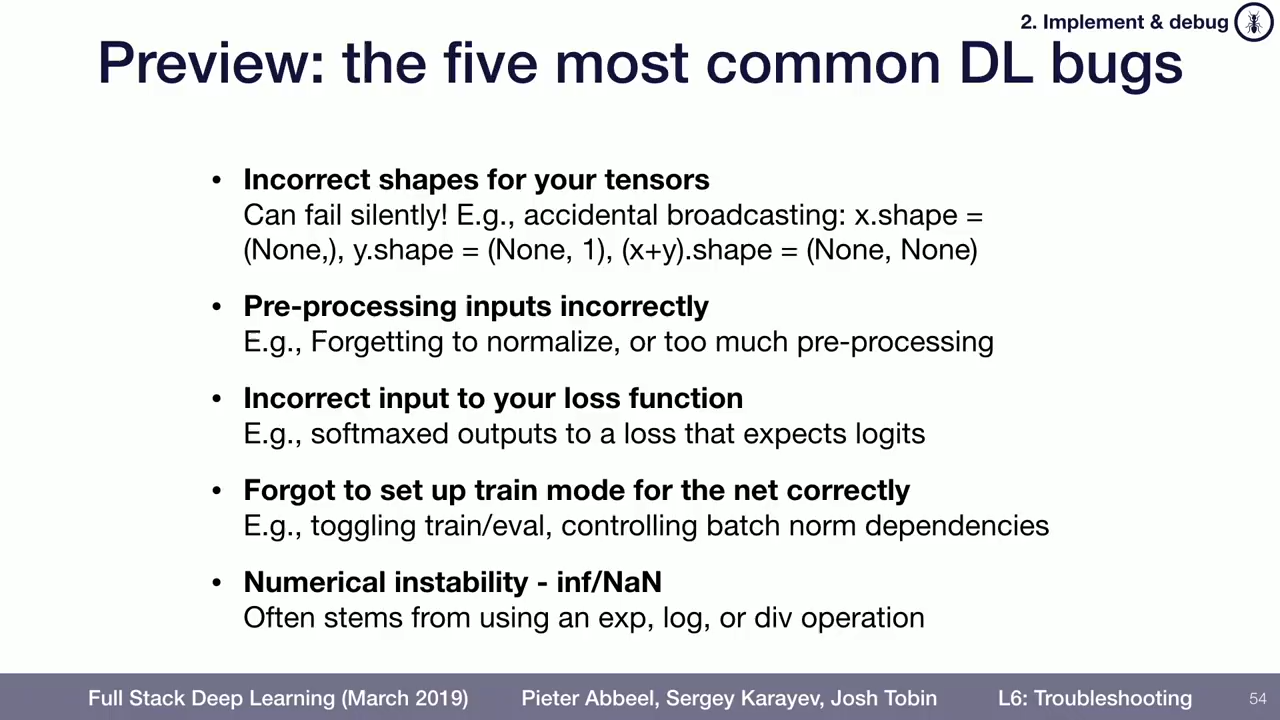 2. Implement & debug
Preview: the five most common DL bugs
• Incorrect shapes for your tensors
Can fail silently! E.g., accidental broadcasting: x.shape =
(None,), y.shape = (None, 1), (x+y).shape = (None, None)
• Pre-processing inputs incorrectly
E.g., Forgetting to normalize, or too much pre-processing
• Incorrect input to your loss function
E.g., softmaxed outputs to a loss that expects logits
• Forgot to set up train mode for the net correctly
E.g., toggling train/eval, controlling batch norm dependencies
• Numerical instability - inf/NaN
Often stems from using an exp, log, or div operation
Full Stack Deep Learning (March 2019) Pieter Abbeel, Sergey Karayev, Josh Tobin L6: Troubleshooting 54